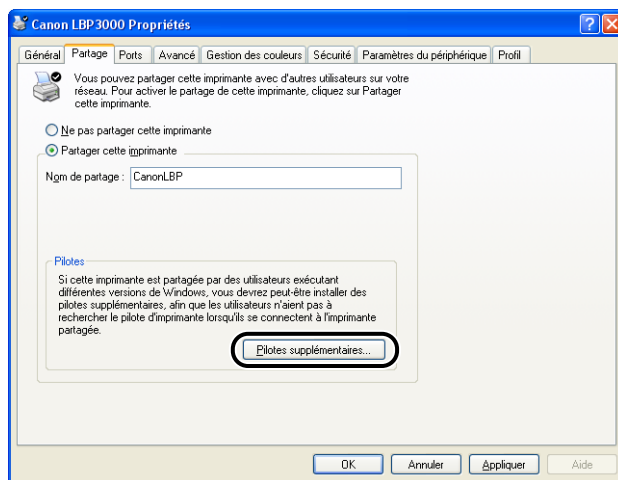 Canon LBP3000 Propriétés
Général Partage Ports Avancé Gestion des couleurs Sécurité Paramètres du périphérique Profil
Vous pouvez partager cette imprimante avec d'autres utilisateurs sur votre
réseau. Pour activer le partage de cette imprimante, cliquez sur Partager
cette imprimante.
Ne pas partager cette imprimante
Partager cette imprimante
Nom de partage : CanonLBP
Pilotes
Si cette imprimante est partagée par des utilisateurs exécutant
différentes versions de Windows, vous devrez peut-être installer des
pilotes supplémentaires, afin que les utilisateurs n'aient pas à
rechercher le pilote d'imprimante lorsqu'ils se connectent à l'imprimante
partagée.
Pilotes supplémentaires...
OK Annuler Appliquer Aide